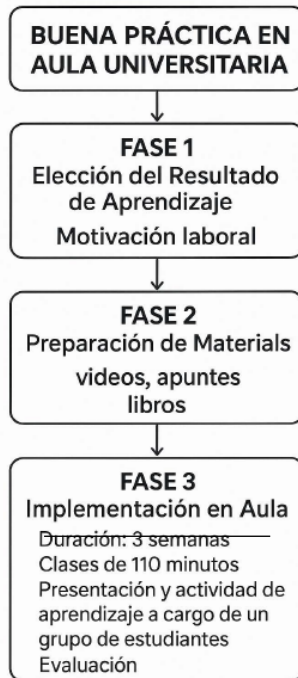 BUENA PRÁCTICA EN
AULA UNIVERSITARIA
FASE 1
Elección del Resultado
de Aprendizaje
Motivación laboral
FASE 2
Preparación de Materials
videos, apuntes
libros
FASE 3
Implementación en Aula
Duración: 3 semanas
Clases de 110 minutos
Presentación y actividad de
aprendizaje a cargo de un
grupo de estudiantes
Evaluación